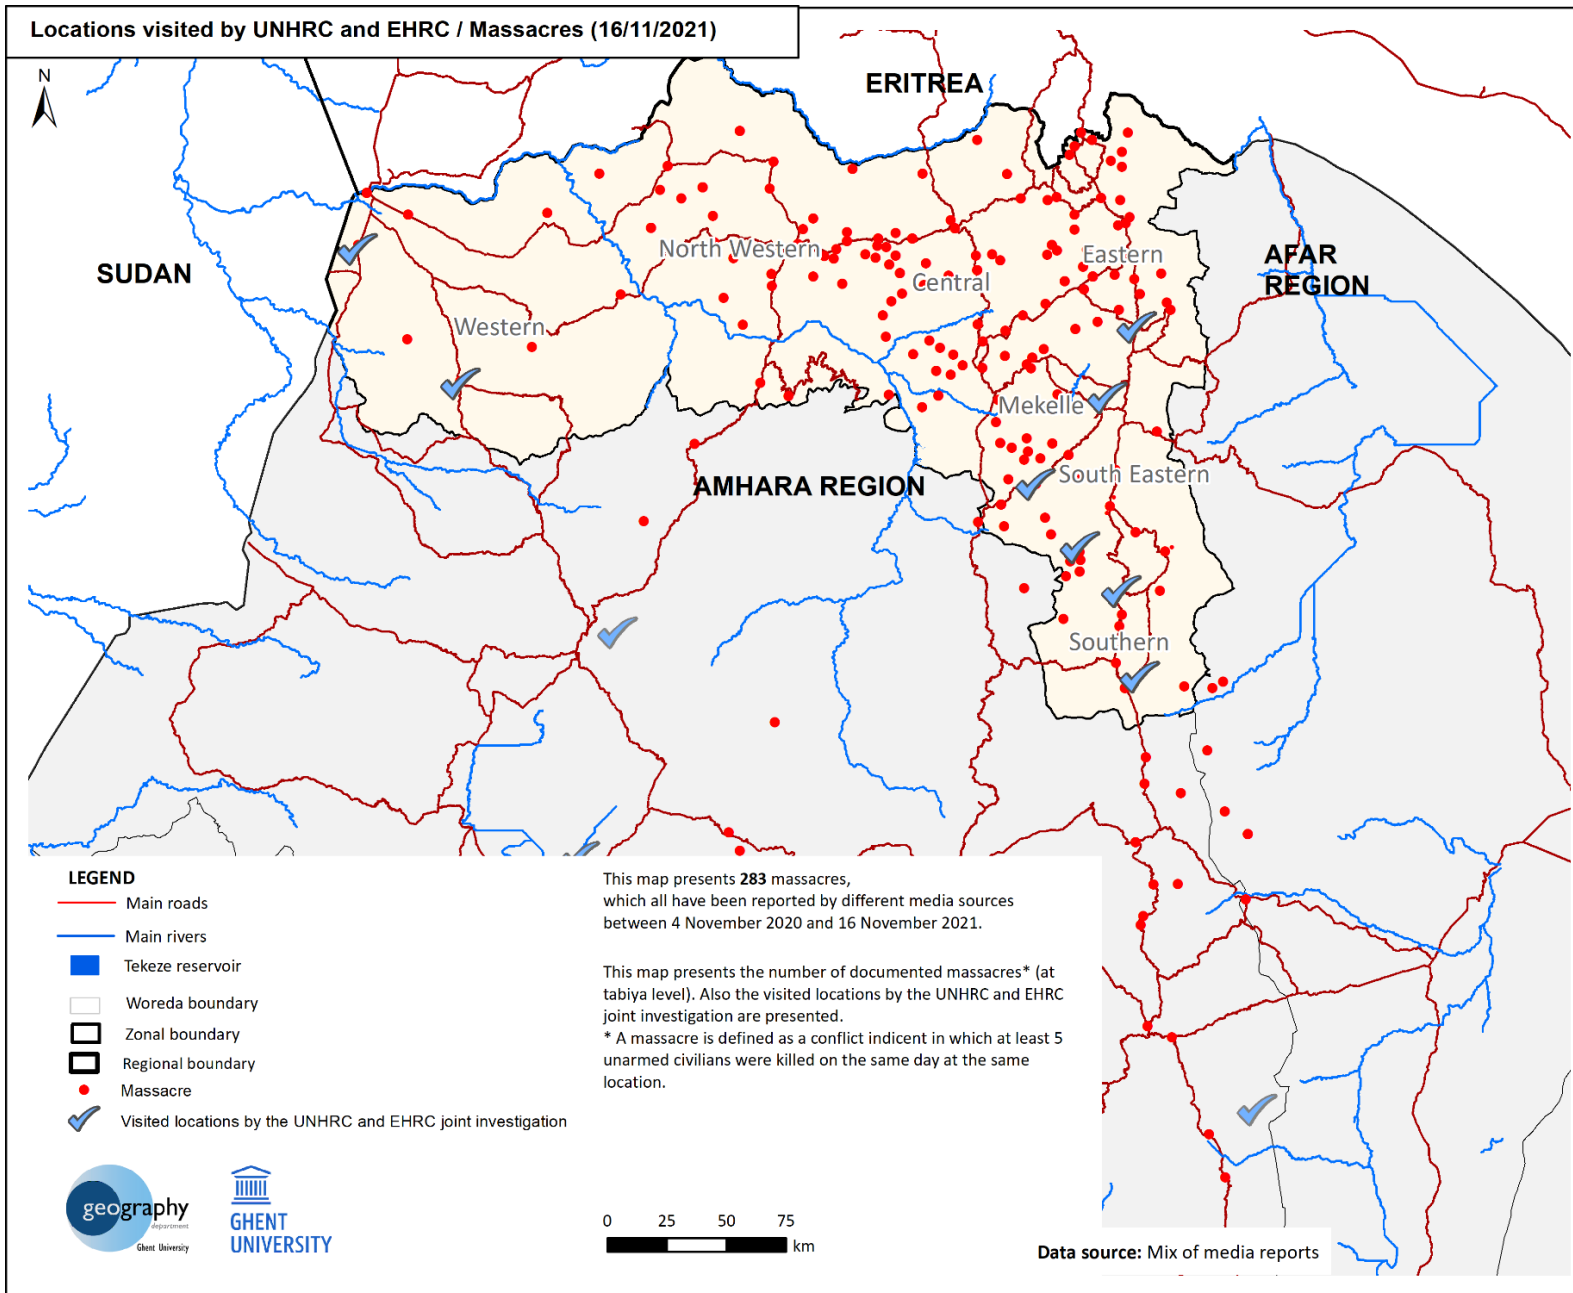 Locations visited by UNHRC and EHRC / Massacres (16/11/2021)
N
ERITREA
SUDAN
North Western
Central
Eastern
AFAR
REGION
Western
Mekelle
South Eastern
AMHARA REGION
Southern
LEGEND
Main roads
Main rivers
Tekeze reservoir
Woreda boundary
Zonal boundary
Regional boundary
Massacre
Visited locations by the UNHRC and EHRC joint investigation
This map presents 283 massacres,
which all have been reported by different media sources
between 4 November 2020 and 16 November 2021.
This map presents the number of documented massacres* (at
tabiya level). Also the visited locations by the UNHRC and EHRC
joint investigation are presented.
* A massacre is defined as a conflict indicent in which at least 5
unarmed civilians were killed on the same day at the same
location.
geography
department
Ghent University
GHENT
UNIVERSITY
0 25 50 75
km
Data source: Mix of media reports